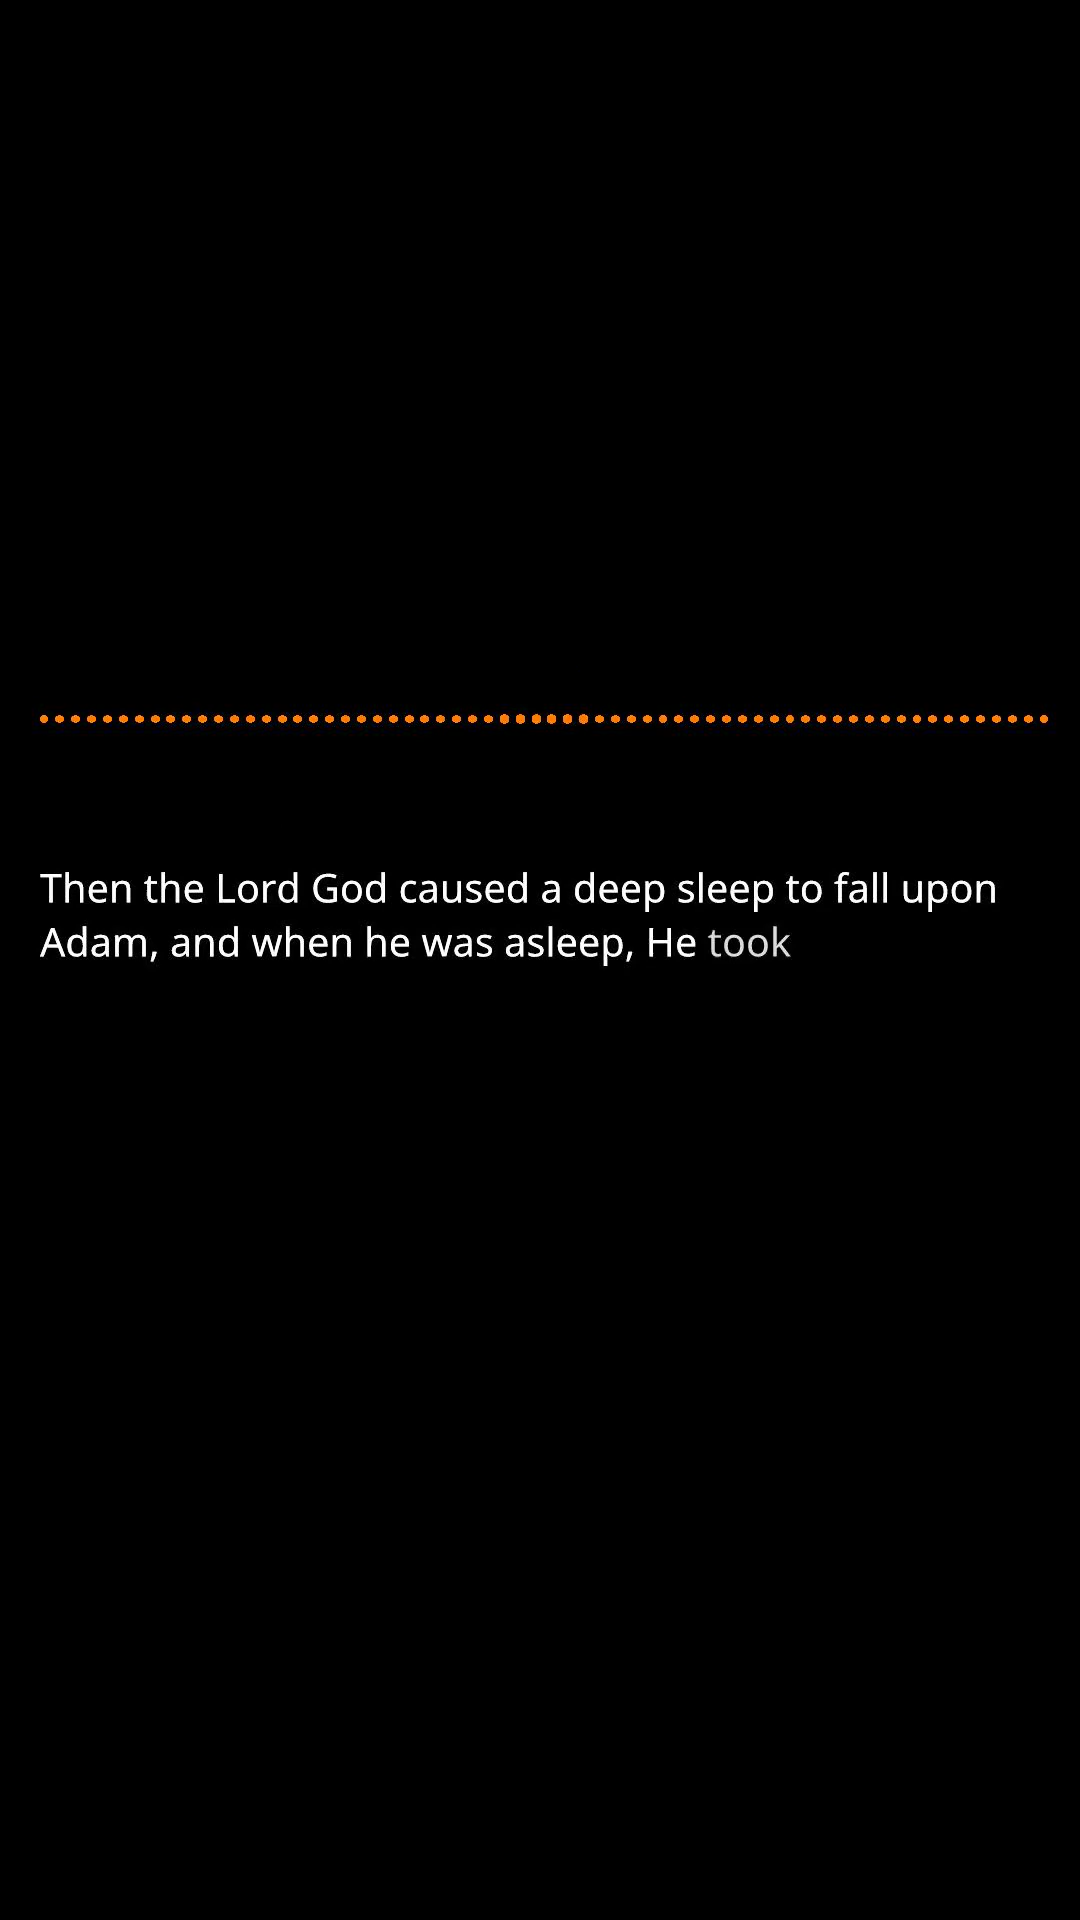 Then the Lord God caused a deep sleep to fall upon
Adam, and when he was asleep, He took